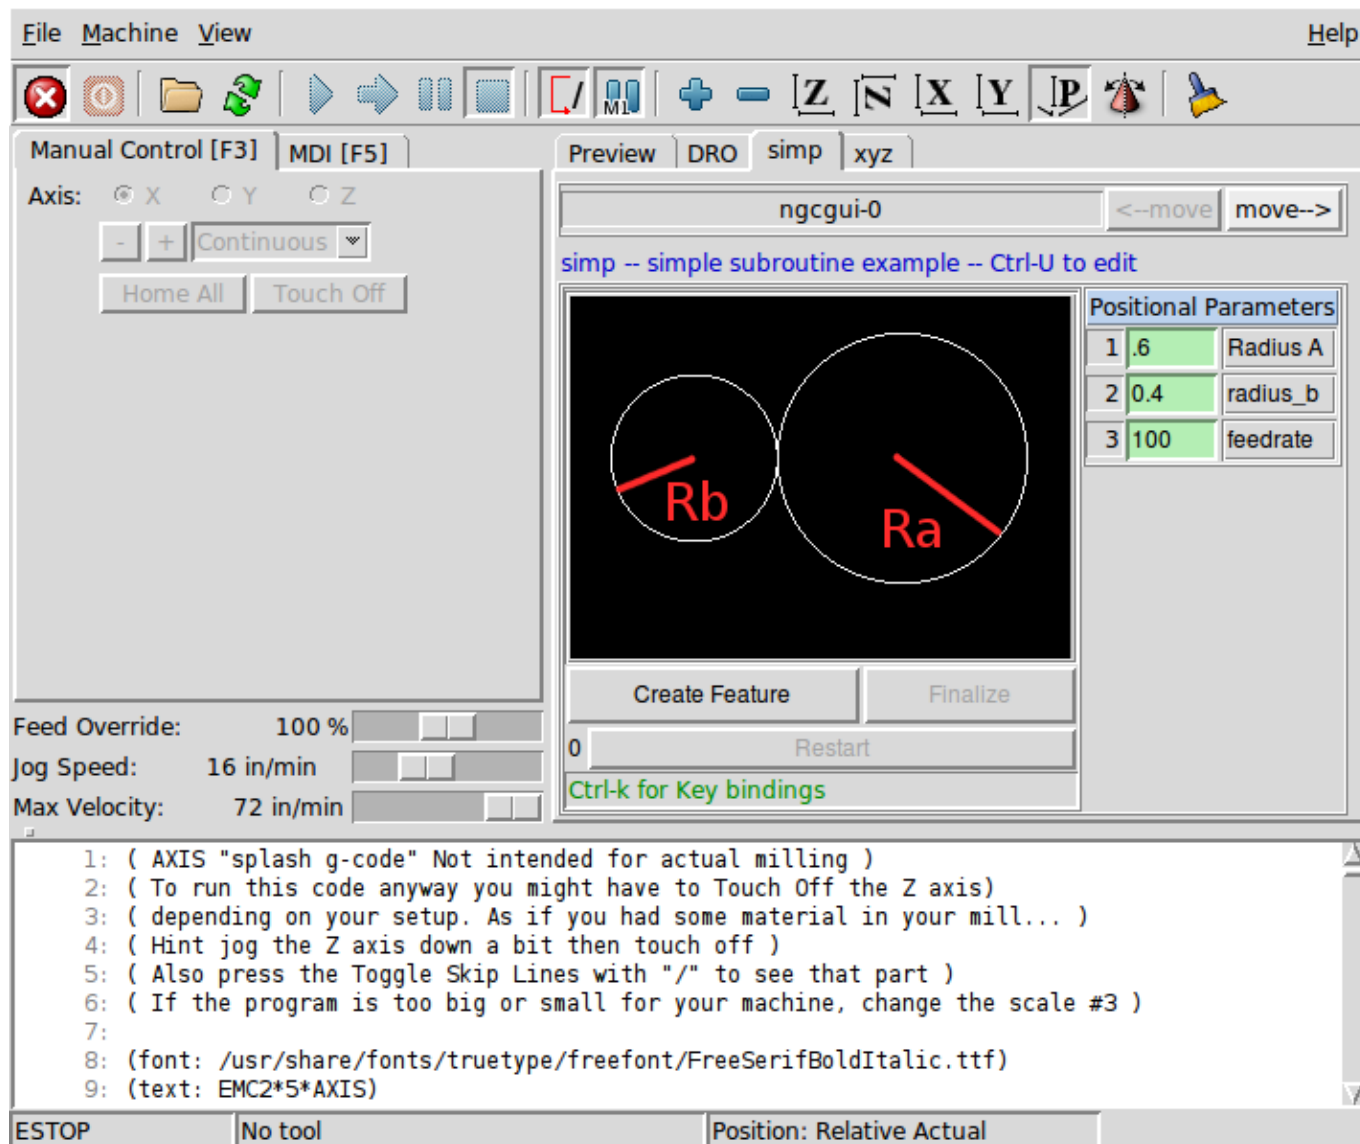 File Machine View Help
M1 Z N X Y P
Manual Control [F3] MDI [F5]
Axis: X Y Z
- + Continuous
Home All Touch Off
Feed Override: 100 %
Jog Speed: 16 in/min
Max Velocity: 72 in/min
Preview DRO simp xyz
ngcgui-0 <--move move-->
simp -- simple subroutine example -- Ctrl-U to edit
Rb
Ra
Positional Parameters
1 .6 Radius A
2 0.4 radius_b
3 100 feedrate
Create Feature Finalize
0 Restart
Ctrl-k for Key bindings
1: ( AXIS "splash g-code" Not intended for actual milling )
2: ( To run this code anyway you might have to Touch Off the Z axis)
3: ( depending on your setup. As if you had some material in your mill... )
4: ( Hint jog the Z axis down a bit then touch off )
5: ( Also press the Toggle Skip Lines with "/" to see that part )
6: ( If the program is too big or small for your machine, change the scale #3 )
7:
8: (font: /usr/share/fonts/truetype/freefont/FreeSerifBoldItalic.ttf)
9: (text: EMC2*5*AXIS)
ESTOP No tool Position: Relative Actual